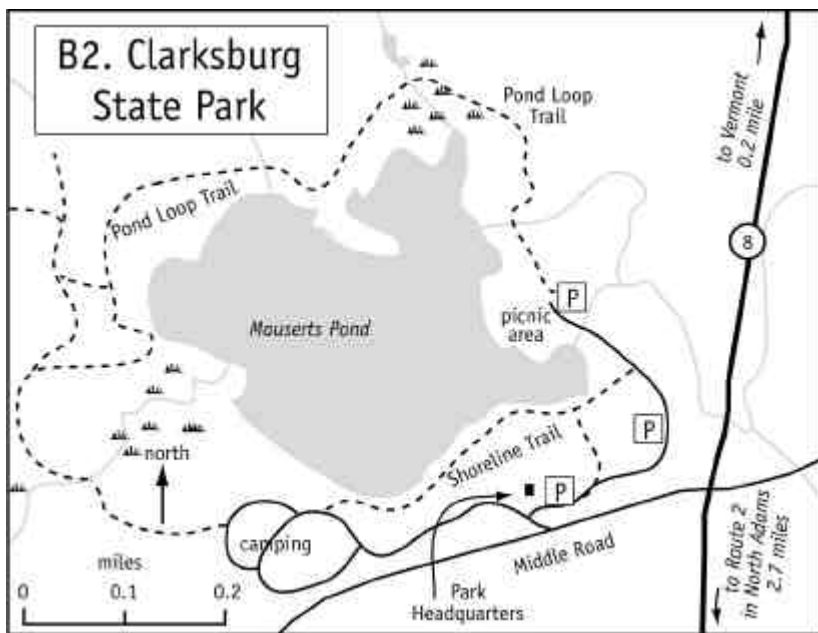 B2. Clarksburg
State Park
Pond Loop
Trail
to Vermont
0.2 mile
8
Pond Loop Trail
P
picnic
area
Mauserts Pond
P
Shoreline Trail
north
P
camping
Middle Road
to Route 2
in North Adams
2.7 miles
miles
0
0.1
0.2
Park
Headquarters